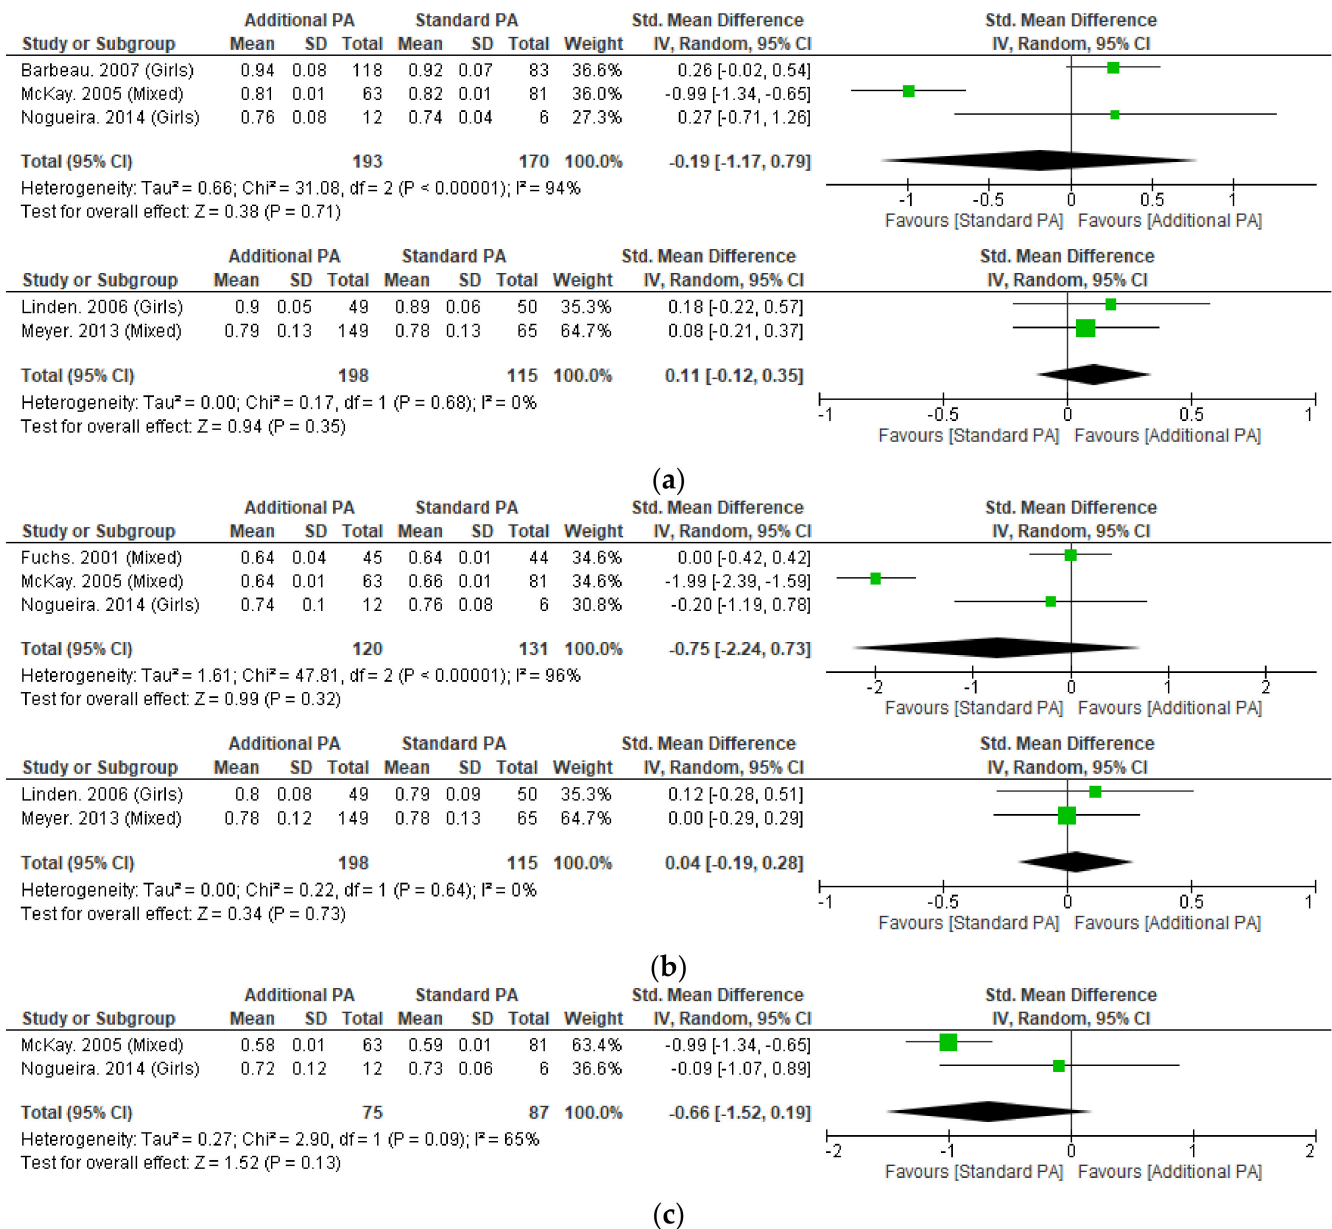 Additional PA Standard PA Std. Mean Difference Std. Mean Difference
Study or Subgroup Mean SD Total Mean SD Total Weight IV, Random, 95% CI IV, Random, 95% CI
Barbeau. 2007 (Girls) 0.94 0.08 118 0.92 0.07 83 36.6% 0.26 [-0.02, 0.54]
McKay. 2005 (Mixed) 0.81 0.01 63 0.82 0.01 81 36.0% -0.99 [-1.34, -0.65]
Nogueira. 2014 (Girls) 0.76 0.08 12 0.74 0.04 6 27.3% 0.27 [-0.71, 1.26]
Total (95% CI) 193 170 100.0% -0.19 [-1.17, 0.79]
Heterogeneity: Tau² = 0.66; Chi² = 31.08, df = 2 (P < 0.00001); I² = 94%
Test for overall effect: Z = 0.38 (P = 0.71)
-1 -0.5 0 0.5 1
Favours [Standard PA] Favours [Additional PA]
Additional PA Standard PA Std. Mean Difference Std. Mean Difference
Study or Subgroup Mean SD Total Mean SD Total Weight IV, Random, 95% CI IV, Random, 95% CI
Linden. 2006 (Girls) 0.9 0.05 49 0.89 0.06 50 35.3% 0.18 [-0.22, 0.57]
Meyer. 2013 (Mixed) 0.79 0.13 149 0.78 0.13 65 64.7% 0.08 [-0.21, 0.37]
Total (95% CI) 198 115 100.0% 0.11 [-0.12, 0.35]
Heterogeneity: Tau² = 0.00; Chi² = 0.17, df = 1 (P = 0.68); I² = 0%
Test for overall effect: Z = 0.94 (P = 0.35)
-1 -0.5 0 0.5 1
Favours [Standard PA] Favours [Additional PA]
(a)
Additional PA Standard PA Std. Mean Difference Std. Mean Difference
Study or Subgroup Mean SD Total Mean SD Total Weight IV, Random, 95% CI IV, Random, 95% CI
Fuchs. 2001 (Mixed) 0.64 0.04 45 0.64 0.01 44 34.6% 0.00 [-0.42, 0.42]
McKay. 2005 (Mixed) 0.64 0.01 63 0.66 0.01 81 34.6% -1.99 [-2.39, -1.59]
Nogueira. 2014 (Girls) 0.74 0.1 12 0.76 0.08 6 30.8% -0.20 [-1.19, 0.78]
Total (95% CI) 120 131 100.0% -0.75 [-2.24, 0.73]
Heterogeneity: Tau² = 1.61; Chi² = 47.81, df = 2 (P < 0.00001); I² = 96%
Test for overall effect: Z = 0.99 (P = 0.32)
-2 -1 0 1 2
Favours [Standard PA] Favours [Additional PA]
Additional PA Standard PA Std. Mean Difference Std. Mean Difference
Study or Subgroup Mean SD Total Mean SD Total Weight IV, Random, 95% CI IV, Random, 95% CI
Linden. 2006 (Girls) 0.8 0.08 49 0.79 0.09 50 35.3% 0.12 [-0.28, 0.51]
Meyer. 2013 (Mixed) 0.78 0.12 149 0.78 0.13 65 64.7% 0.00 [-0.29, 0.29]
Total (95% CI) 198 115 100.0% 0.04 [-0.19, 0.28]
Heterogeneity: Tau² = 0.00; Chi² = 0.22, df = 1 (P = 0.64); I² = 0%
Test for overall effect: Z = 0.34 (P = 0.73)
-1 -0.5 0 0.5 1
Favours [Standard PA] Favours [Additional PA]
(b)
Additional PA Standard PA Std. Mean Difference Std. Mean Difference
Study or Subgroup Mean SD Total Mean SD Total Weight IV, Random, 95% CI IV, Random, 95% CI
McKay. 2005 (Mixed) 0.58 0.01 63 0.59 0.01 81 63.4% -0.99 [-1.34, -0.65]
Nogueira. 2014 (Girls) 0.72 0.12 12 0.73 0.06 6 36.6% -0.09 [-1.07, 0.89]
Total (95% CI) 75 87 100.0% -0.66 [-1.52, 0.19]
Heterogeneity: Tau² = 0.27; Chi² = 2.90, df = 1 (P = 0.09); I² = 65%
Test for overall effect: Z = 1.52 (P = 0.13)
-2 -1 0 1 2
Favours [Standard PA] Favours [Additional PA]
(c)